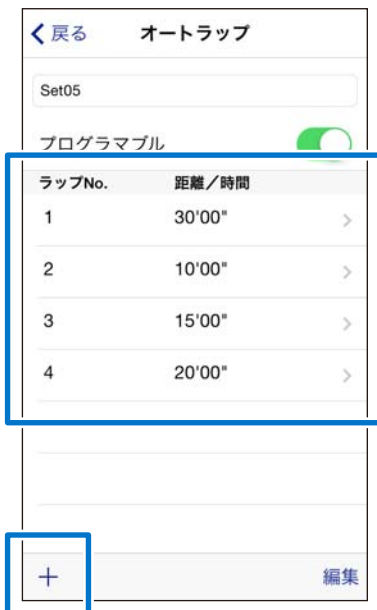 戻る オートラップ
Set05
プログラマブル
ラップNo. 距離／時間
1 30'00"
2 10'00"
3 15'00"
4 20'00"
+ 編集